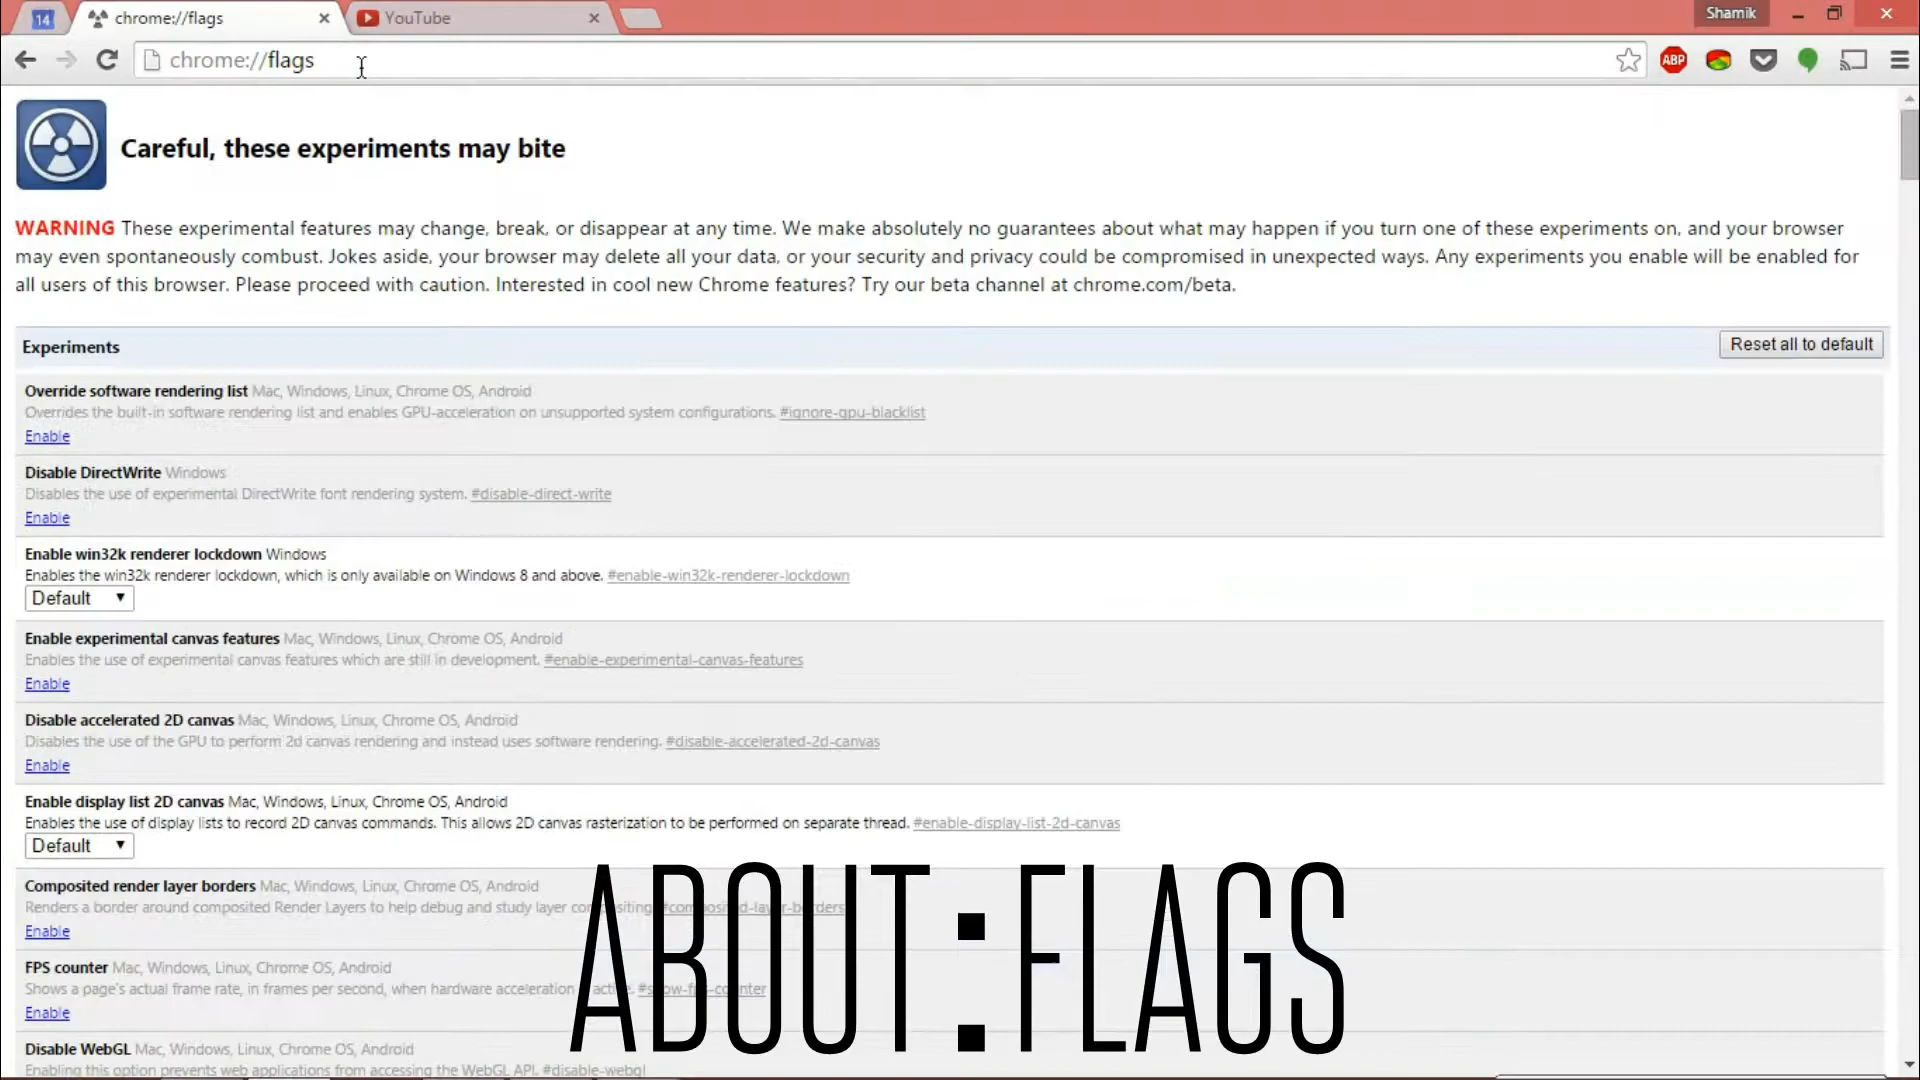 14
chrome://flags
YouTube
Shamik
chrome://flags
ABP
Careful, these experiments may bite
WARNING These experimental features may change, break, or disappear at any time. We make absolutely no guarantees about what may happen if you turn one of these experiments on, and your browser
may even spontaneously combust. Jokes aside, your browser may delete all your data, or your security and privacy could be compromised in unexpected ways. Any experiments you enable will be enabled for
all users of this browser. Please proceed with caution. Interested in cool new Chrome features? Try our beta channel at chrome.com/beta.
Experiments
Reset all to default
Override software rendering list Mac, Windows, Linux, Chrome OS, Android
Overrides the built-in software rendering list and enables GPU-acceleration on unsupported system configurations. #ignore-gpu-blacklist
Enable
Disable DirectWrite Windows
Disables the use of experimental DirectWrite font rendering system. #disable-direct-write
Enable
Enable win32k renderer lockdown Windows
Enables the win32k renderer lockdown, which is only available on Windows 8 and above. #enable-win32k-renderer-lockdown
Default
Enable experimental canvas features Mac, Windows, Linux, Chrome OS, Android
Enables the use of experimental canvas features which are still in development. #enable-experimental-canvas-features
Enable
Disable accelerated 2D canvas Mac, Windows, Linux, Chrome OS, Android
Disables the use of the GPU to perform 2d canvas rendering and instead uses software rendering. #disable-accelerated-2d-canvas
Enable
Enable display list 2D canvas Mac, Windows, Linux, Chrome OS, Android
Enables the use of display lists to record 2D canvas commands. This allows 2D canvas rasterization to be performed on separate thread. #enable-display-list-2d-canvas
Default
Composited render layer borders Mac, Windows, Linux, Chrome OS, Android
Renders a border around composited Render Layers to help debug and study layer compositing. #composited-layer-borders
Enable
FPS counter Mac, Windows, Linux, Chrome OS, Android
Shows a page's actual frame rate, in frames per second, when hardware acceleration is active. #show-fps-counter
Enable
Disable WebGL Mac, Windows, Linux, Chrome OS, Android
Enabling this option prevents web applications from accessing the WebGL API. #disable-webgl
ABOUT:FLAGS